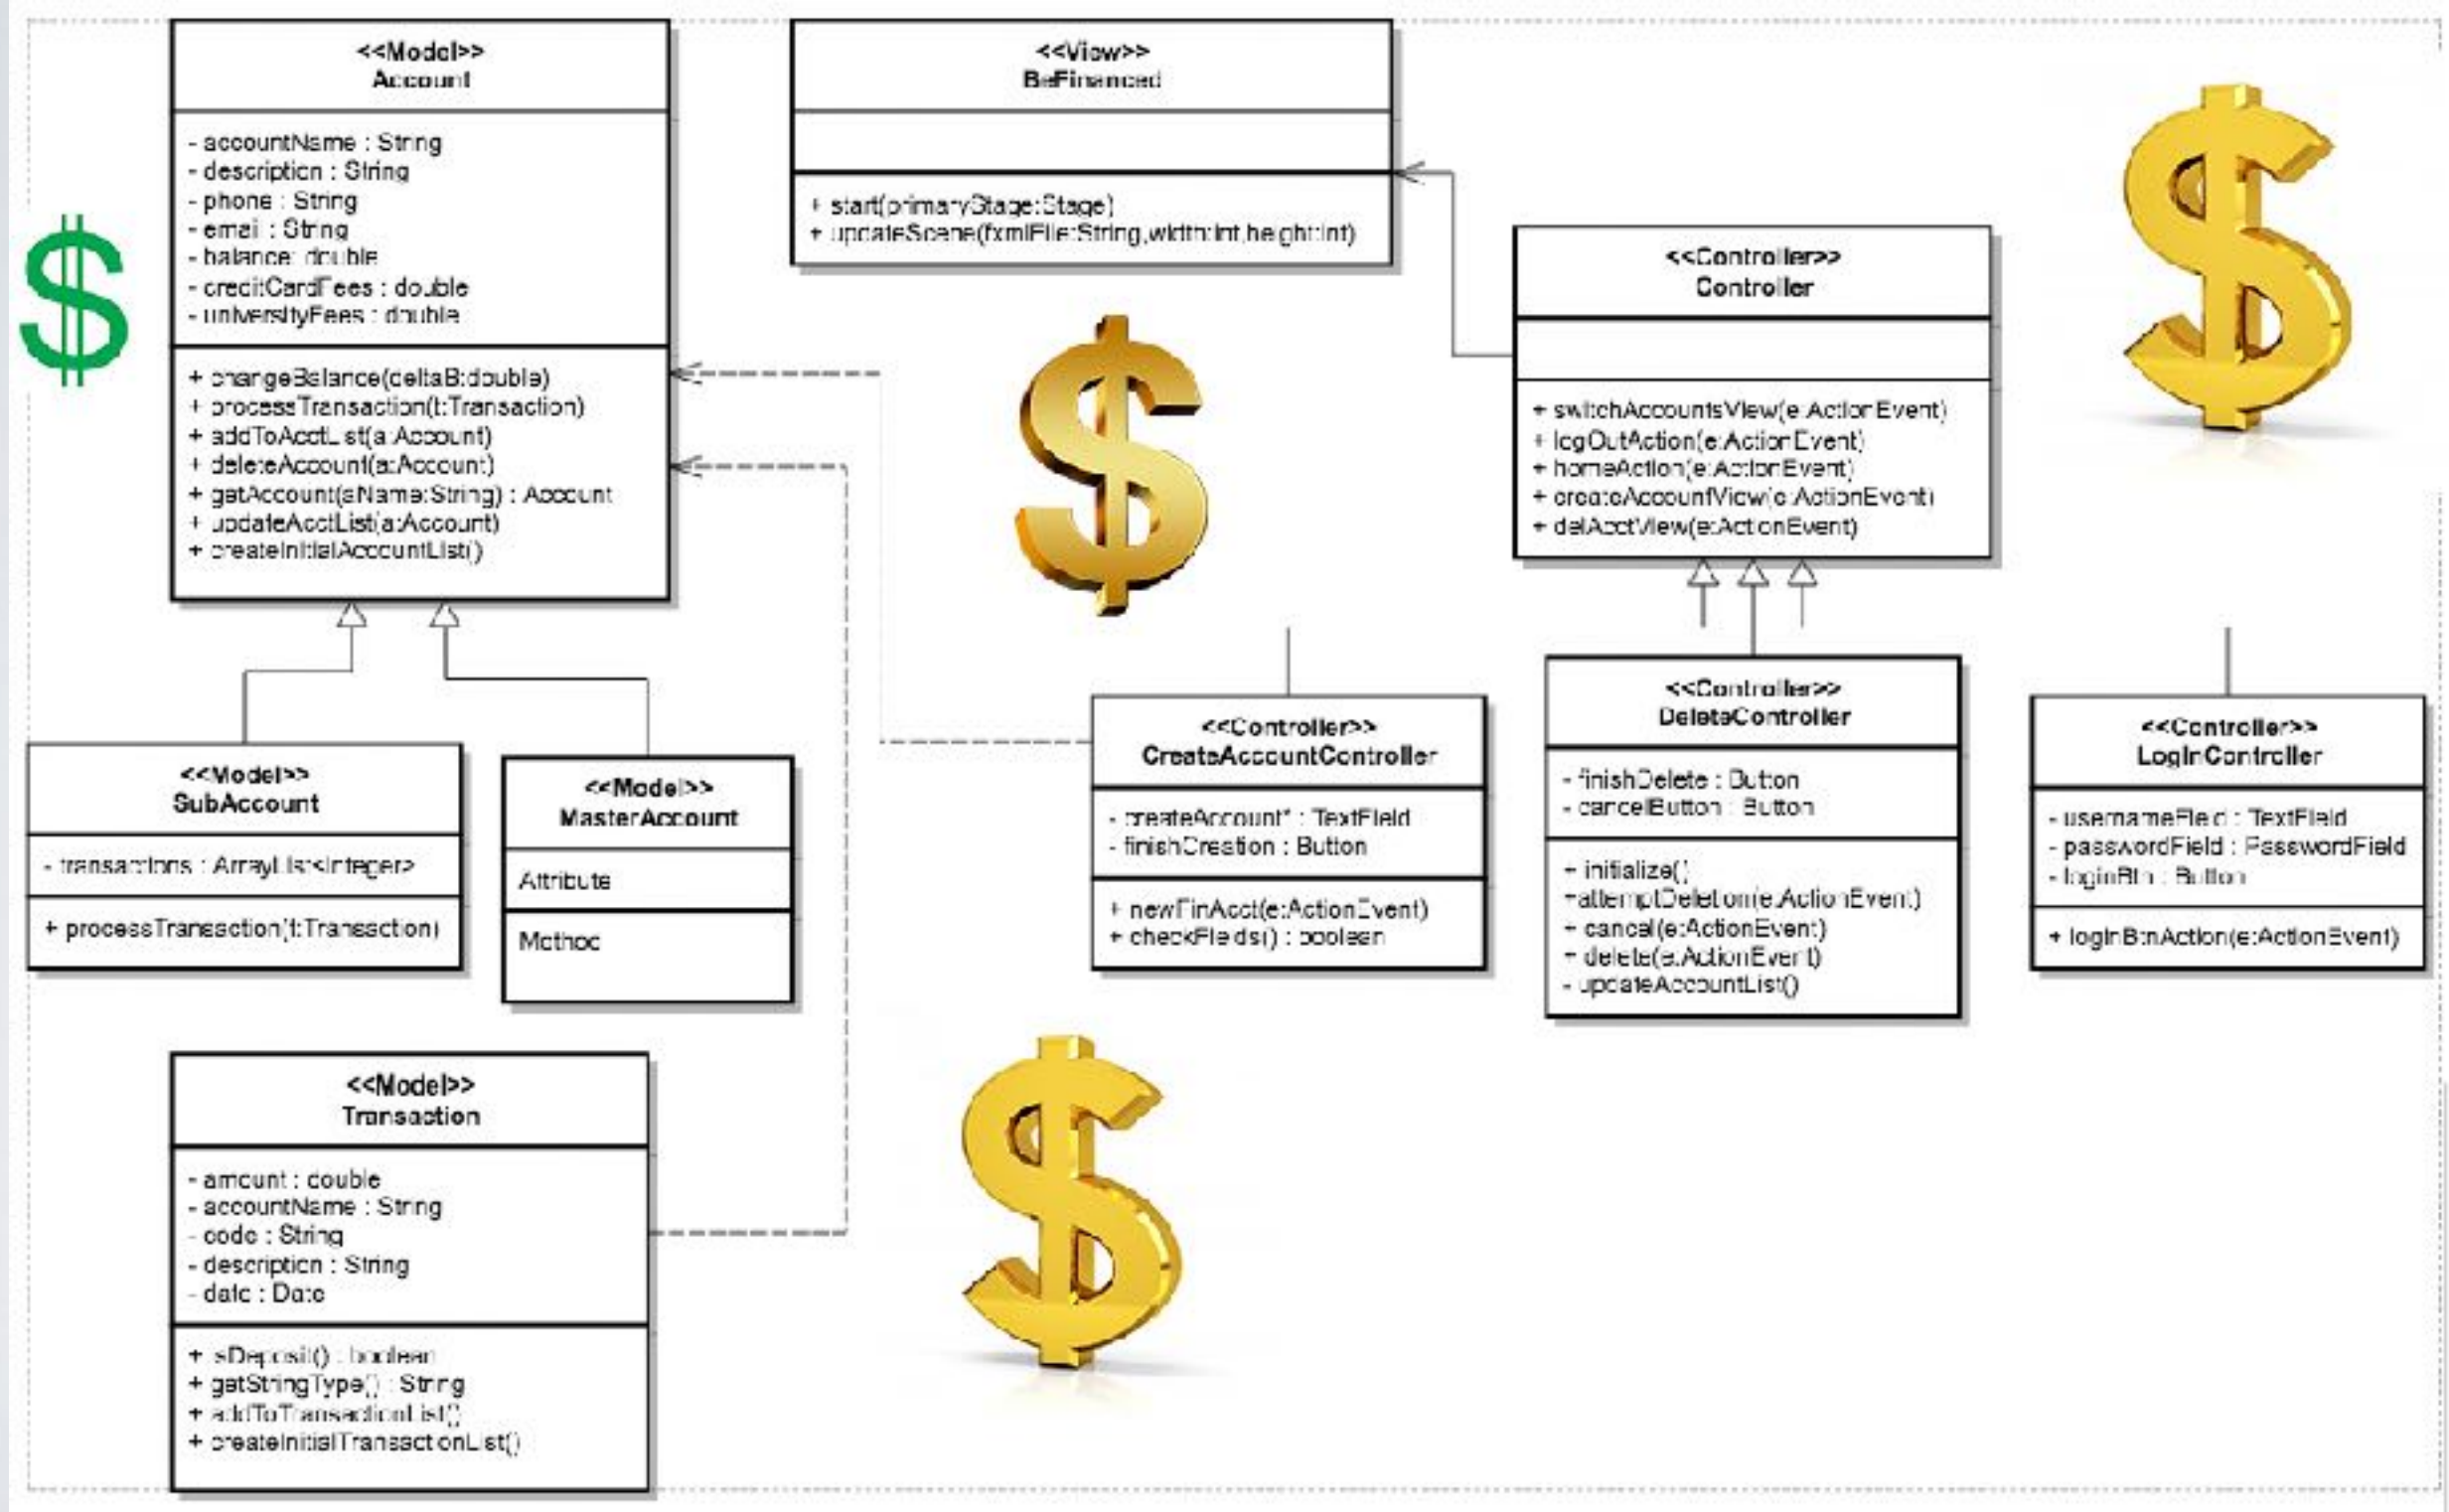 <<Model>>
Account
- accountName : String
- description : String
- phone : String
- email : String
- balance: double
- creditCardFees : double
- universityFees : double
+ changeBalance(deltaB:double)
+ processTransaction(t:Transaction)
+ addToAcctList(a:Account)
+ deleteAccount(a:Account)
+ getAccount(aName:String) : Account
+ updateAcctList(a:Account)
+ createInitialAccountList()
<<View>>
BeFinanced
+ start(primaryStage:Stage)
+ updateScene(fxmlFile:String,width:int,height:int)
<<Controller>>
Controller
+ switchAccountsView(e:ActionEvent)
+ logOutAction(e:ActionEvent)
+ homeAction(e:ActionEvent)
+ createAccountView(e:ActionEvent)
+ delAcctView(e:ActionEvent)
<<Model>>
SubAccount
- transactions : ArrayList<Integer>
+ processTransaction(t:Transaction)
<<Model>>
MasterAccount
Attribute
Method
<<Controller>>
CreateAccountController
- createAccount* : TextField
- finishCreation : Button
+ newFinAcct(e:ActionEvent)
+ checkFields() : boolean
<<Controller>>
DeleteController
- finishDelete : Button
- cancelButton : Button
+ initialize()
+attemptDeletion(e:ActionEvent)
+ cancel(e:ActionEvent)
+ delete(e:ActionEvent)
- updateAccountList()
<<Controller>>
LogInController
- usernameField : TextField
- passwordField : PasswordField
- loginBtn : Button
+ loginBtnAction(e:ActionEvent)
<<Model>>
Transaction
- amount : double
- accountName : String
- code : String
- description : String
- date : Date
+ isDeposit() : boolean
+ getStringType() : String
+ addToTransactionList()
+ createInitialTransactionList()
$
$
$
$